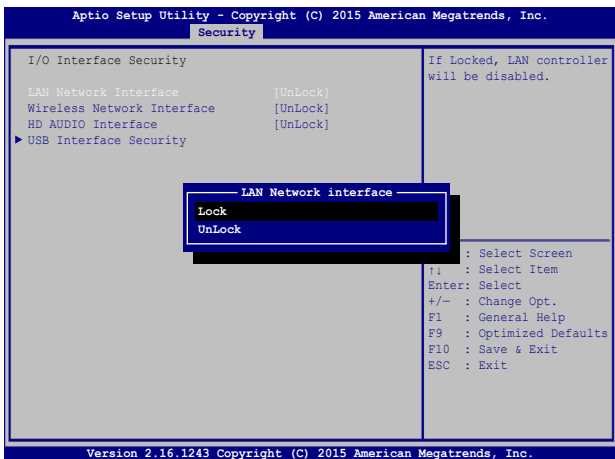 Aptio Setup Utility - Copyright (C) 2015 American Megatrends, Inc.
Security
I/O Interface Security
LAN Network Interface [UnLock]
Wireless Network Interface [UnLock]
HD AUDIO Interface [UnLock]
USB Interface Security
LAN Network interface
Lock
UnLock
If Locked, LAN controller
will be disabled.
: Select Screen
↑↓ : Select Item
Enter: Select
+/— : Change Opt.
F1 : General Help
F9 : Optimized Defaults
F10 : Save & Exit
ESC : Exit
Version 2.16.1243 Copyright (C) 2015 American Megatrends, Inc.